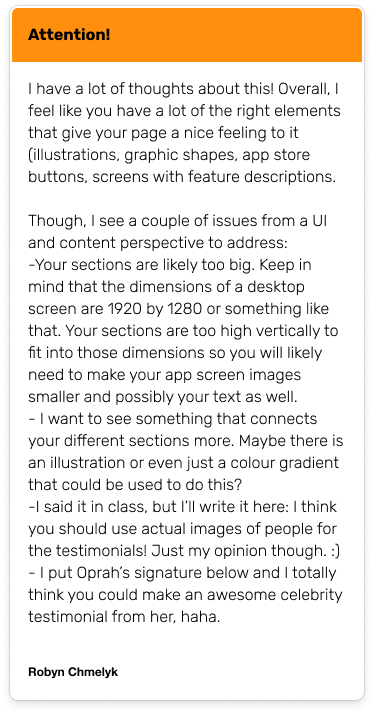 Attention!
I have a lot of thoughts about this! Overall, I
feel like you have a lot of the right elements
that give your page a nice feeling to it
(illustrations, graphic shapes, app store
buttons, screens with feature descriptions.
Though, I see a couple of issues from a UI
and content perspective to address:
-Your sections are likely too big. Keep in
mind that the dimensions of a desktop
screen are 1920 by 1280 or something like
that. Your sections are too high vertically to
fit into those dimensions so you will likely
need to make your app screen images
smaller and possibly your text as well.
- I want to see something that connects
your different sections more. Maybe there is
an illustration or even just a colour gradient
that could be used to do this?
-I said it in class, but I’ll write it here: I think
you should use actual images of people for
the testimonials! Just my opinion though. :)
- I put Oprah’s signature below and I totally
think you could make an awesome celebrity
testimonial from her, haha.
Robyn Chmelyk